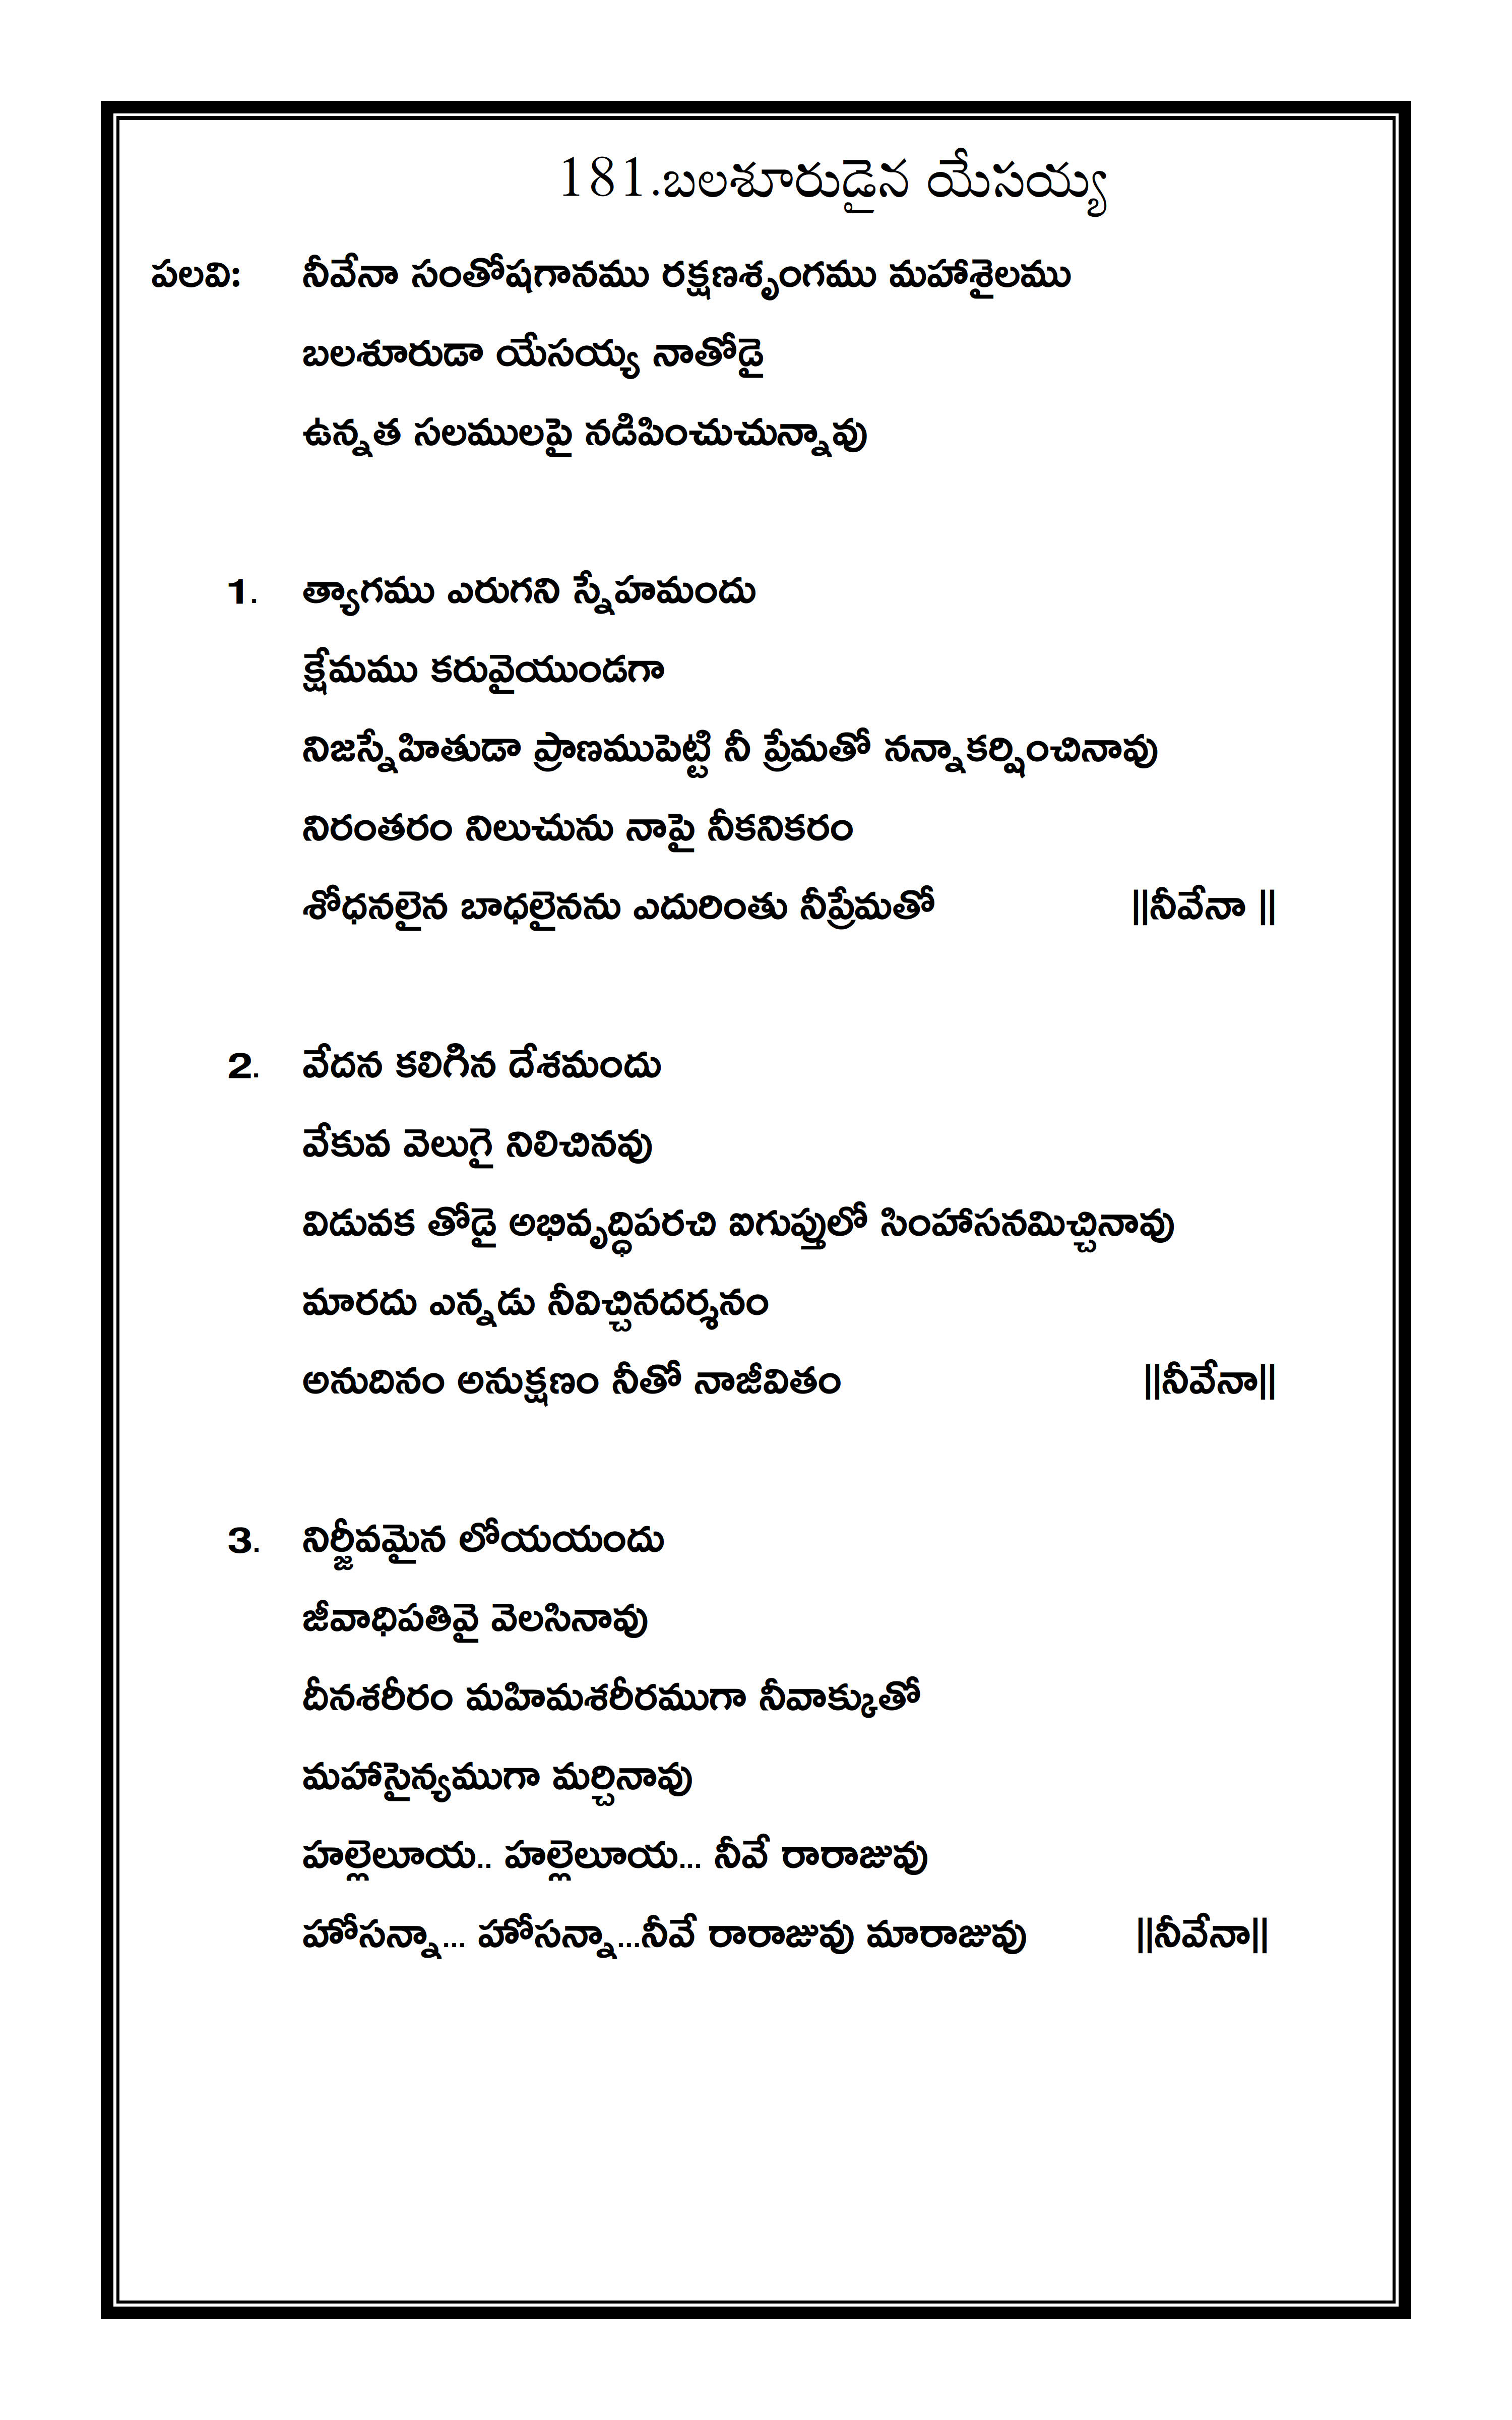 181.బలశూరుడైన యేసయ్య
పలవి: నీవేనా సంతోషగానము రక్షణశృంగము మహాశైలము
బలశూరుడా యేసయ్య నాతోడై
ఉన్నత సలములపై నడిపించుచున్నావు
1. త్యాగము ఎరుగని స్నేహమందు
క్షేమము కరువైయుండగా
నిజస్నేహితుడా ప్రాణముపెట్టి నీ ప్రేమతో నన్నాకర్షించినావు
నిరంతరం నిలుచును నాపై నీకనికరం
శోధనలైన బాధలైనను ఎదురింతు నీప్రేమతో ||నీవేనా ||
2. వేదన కలిగిన దేశమందు
వేకువ వెలుగై నిలిచినవు
విడువక తోడై అభివృద్ధిపరచి ఐగుప్తులో సింహాసనమిచ్చినావు
మారదు ఎన్నడు నీవిచ్చినదర్శనం
అనుదినం అనుక్షణం నీతో నాజీవితం ||నీవేనా||
3. నిర్జీవమైన లోయయందు
జీవాధిపతివై వెలసినావు
దీనశరీరం మహిమశరీరముగా నీవాక్కుతో
మహాసైన్యముగా మర్చినావు
హల్లెలూయ.. హల్లెలూయ... నీవే రారాజువు
హోసన్నా... హోసన్నా...నీవే రారాజువు మారాజువు ||నీవేనా||